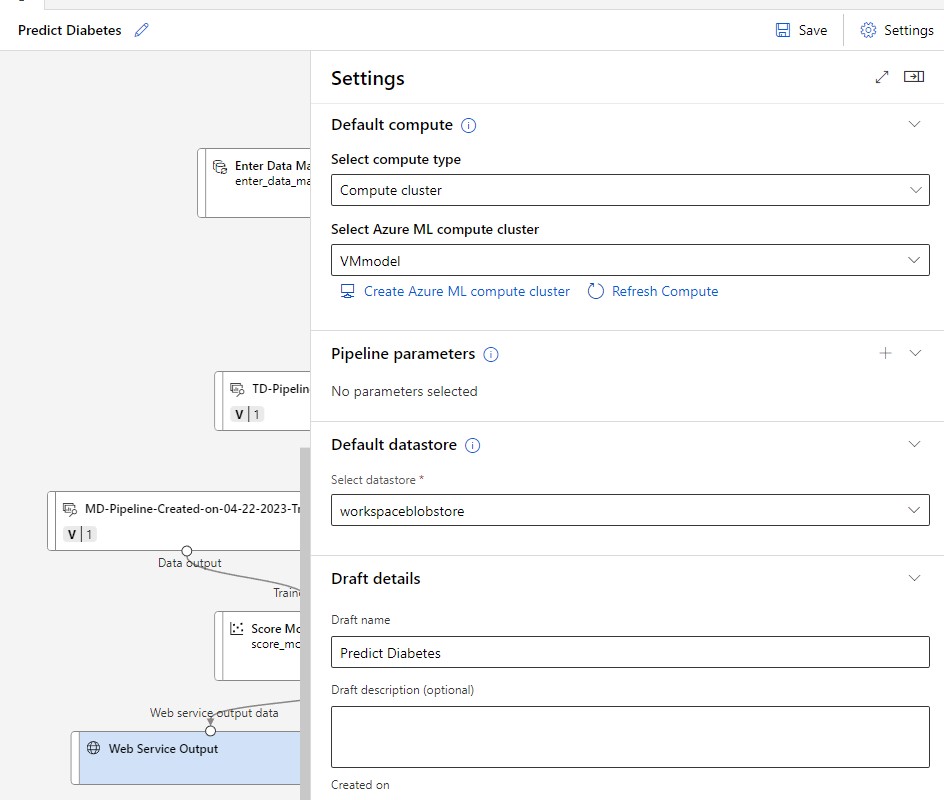 Predict Diabetes
Save
Settings
Settings
Default compute
Select compute type
Compute cluster
Select Azure ML compute cluster
VMmodel
Create Azure ML compute cluster
Refresh Compute
Pipeline parameters
No parameters selected
Default datastore
Select datastore *
workspaceblobstore
Draft details
Draft name
Predict Diabetes
Draft description (optional)
Created on
Enter Data Ma
enter_data_ma
TD-Pipelin
V 1
MD-Pipeline-Created-on-04-22-2023-Tr
V 1
Data output
Train
Score Mo
score_mo
Web service output data
Web Service Output